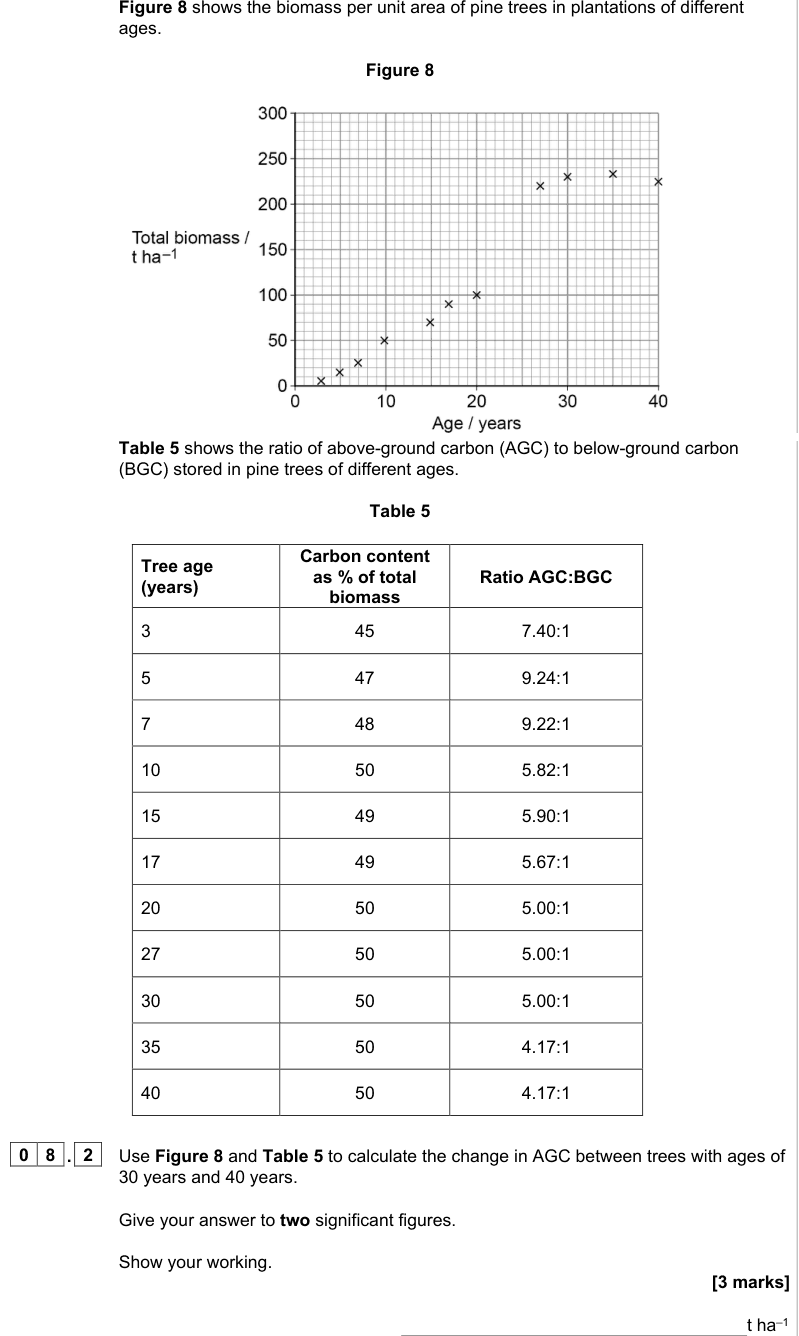 Figure 8 shows the biomass per unit area of pine trees in plantations of different
ages.
Figure 8
300
250
200
150
100
50
0
Total biomass /
t ha–1
0 10 20 30 40
Age / years
Table 5 shows the ratio of above-ground carbon (AGC) to below-ground carbon
(BGC) stored in pine trees of different ages.
Table 5
Tree age
(years)
Carbon content
as % of total
biomass
Ratio AGC:BGC
3 45 7.40:1
5 47 9.24:1
7 48 9.22:1
10 50 5.82:1
15 49 5.90:1
17 49 5.67:1
20 50 5.00:1
27 50 5.00:1
30 50 5.00:1
35 50 4.17:1
40 50 4.17:1
0 8 . 2 Use Figure 8 and Table 5 to calculate the change in AGC between trees with ages of
30 years and 40 years.
Give your answer to two significant figures.
Show your working.
[3 marks]
t ha–1